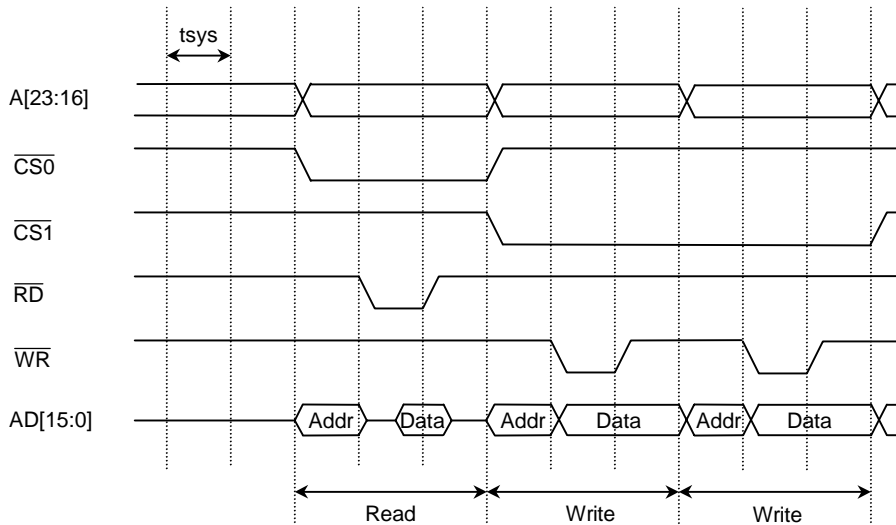 tsys
A[23:16]
CS0
CS1
RD
WR
AD[15:0]
Addr Data Addr Data Addr Data
Read Write Write